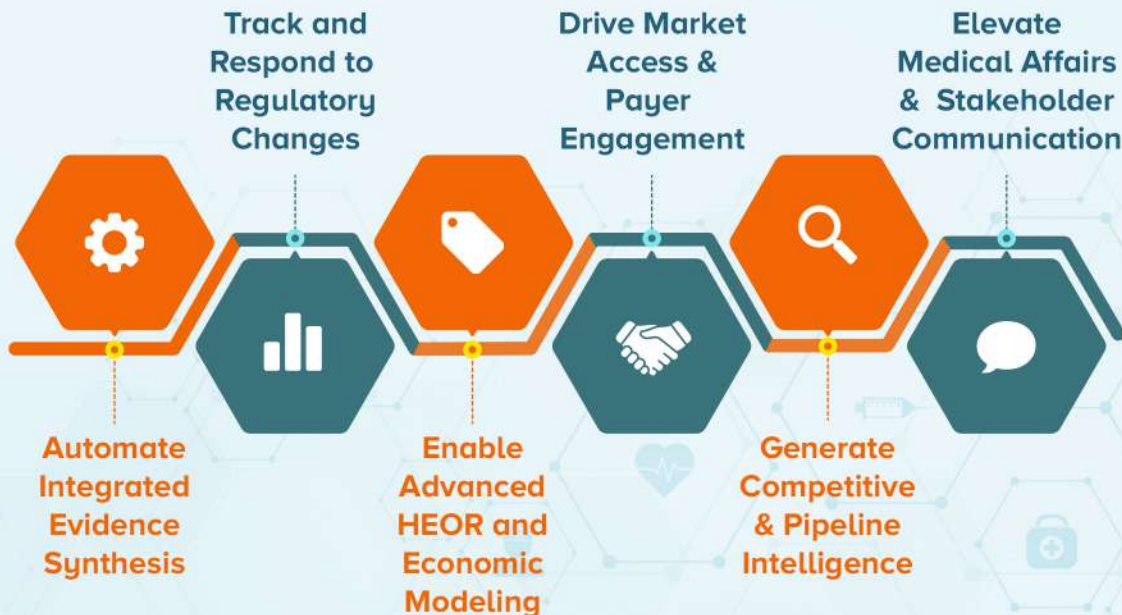 Track and
Respond to
Regulatory
Changes
Drive Market
Access &
Payer
Engagement
Elevate
Medical Affairs
& Stakeholder
Communication
Automate
Integrated
Evidence
Synthesis
Enable
Advanced
HEOR and
Economic
Modeling
Generate
Competitive
& Pipeline
Intelligence